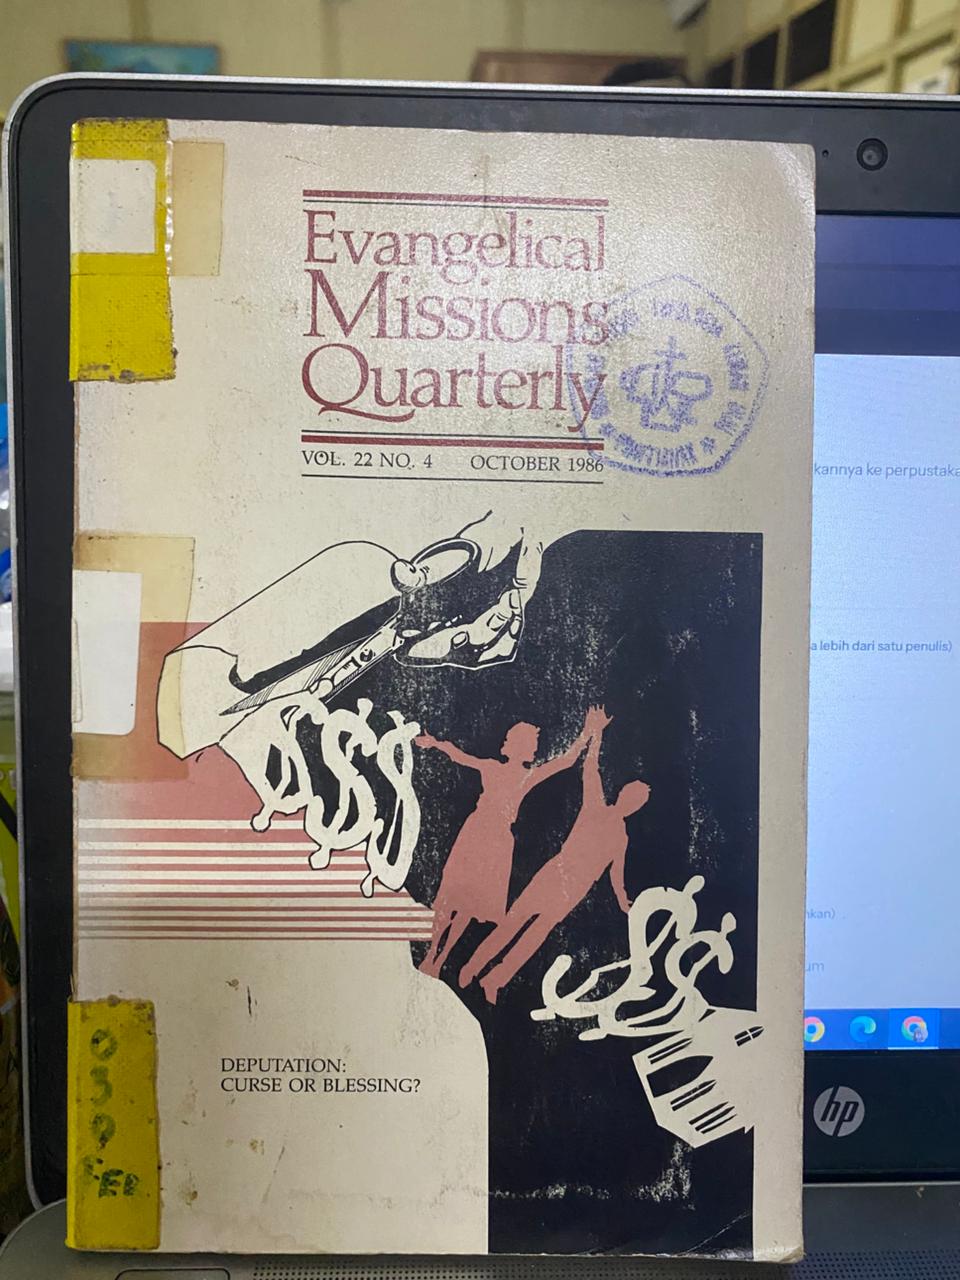 Evangelical
Missions
Quarterly
VOL. 22 NO. 4 OCTOBER 1986
DEPUTATION:
CURSE OR BLESSING?
kannya ke perpustaka
a lebih dari satu penulis)
kan)
um
hp